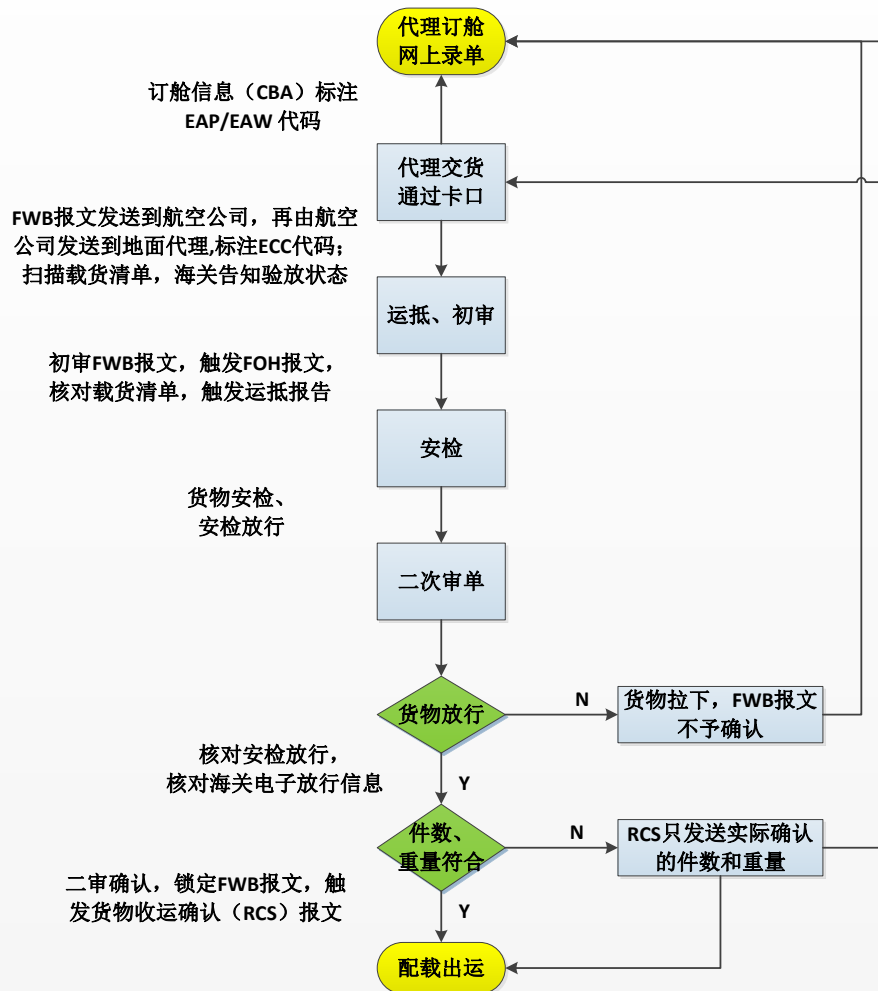 代理订舱
网上录单
订舱信息（CBA）标注
EAP/EAW 代码
代理交货
通过卡口
FWB报文发送到航空公司，再由航空
公司发送到地面代理,标注ECC代码；
扫描载货清单，海关告知验放状态
运抵、初审
初审FWB报文，触发FOH报文，
核对载货清单，触发运抵报告
安检
货物安检、
安检放行
二次审单
货物放行
N
货物拉下，FWB报文
不予确认
核对安检放行，
核对海关电子放行信息
Y
件数、
重量符合
N
RCS只发送实际确认
的件数和重量
二审确认，锁定FWB报文，触
发货物收运确认（RCS）报文
Y
配载出运